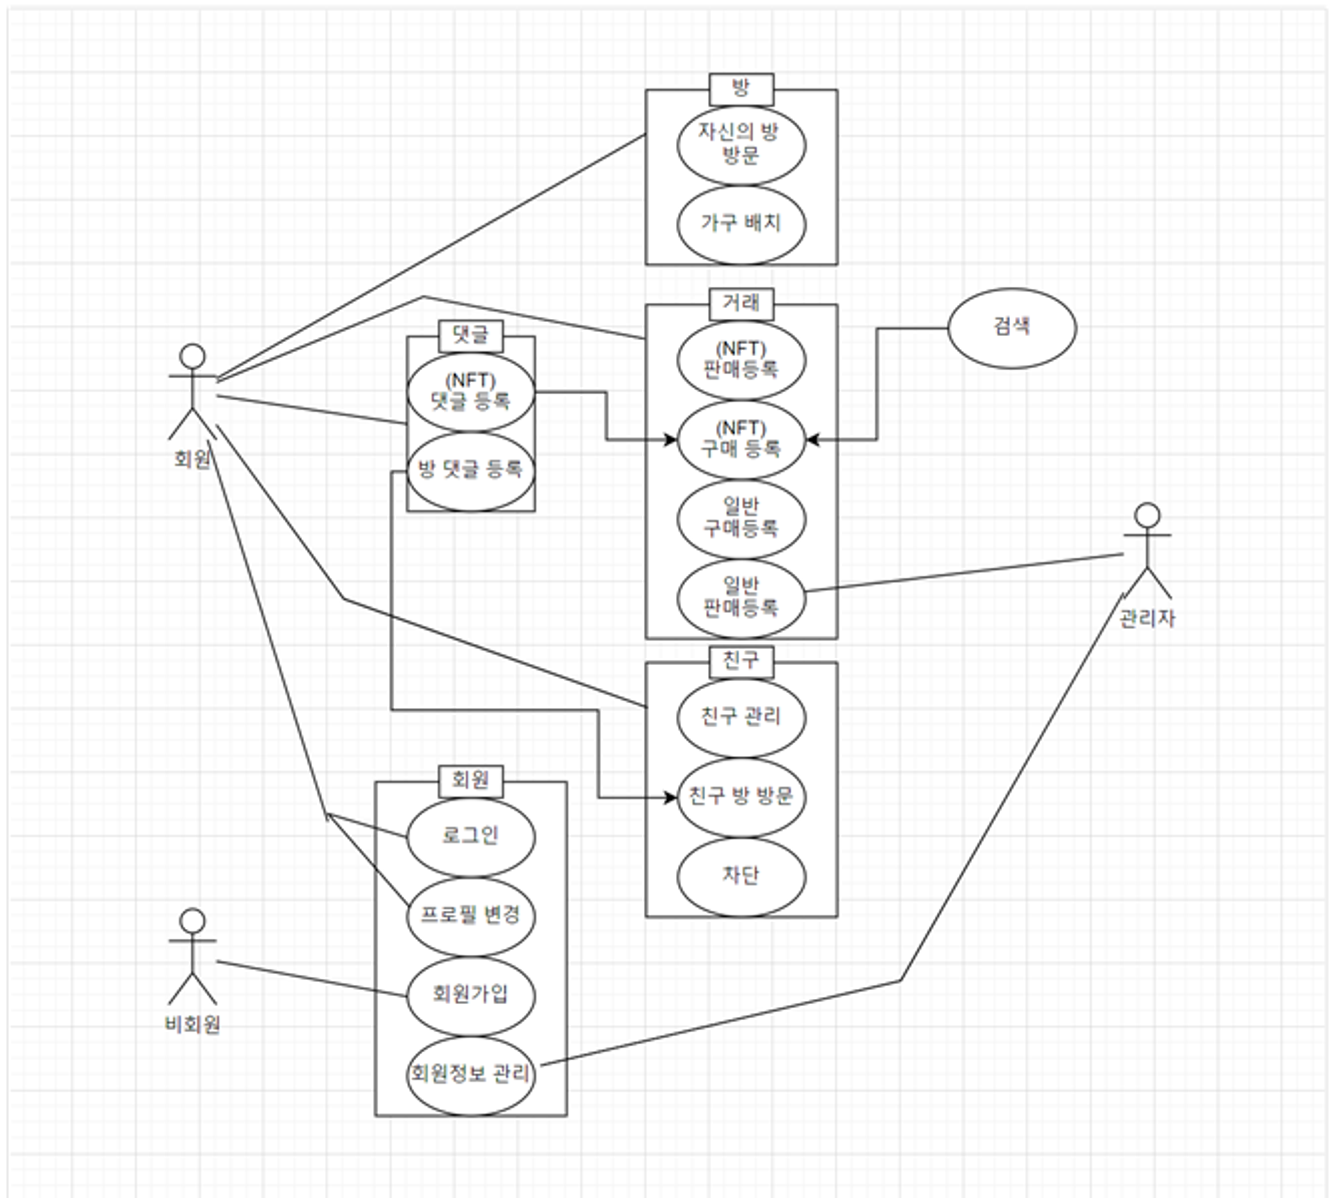 방
자신의 방
방문
가구 배치
거래
(NFT)
판매등록
(NFT)
구매 등록
일반
구매등록
일반
판매등록
검색
댓글
(NFT)
댓글 등록
방 댓글 등록
회원
관리자
친구
친구 관리
친구 방 방문
차단
회원
로그인
프로필 변경
회원가입
회원정보 관리
비회원